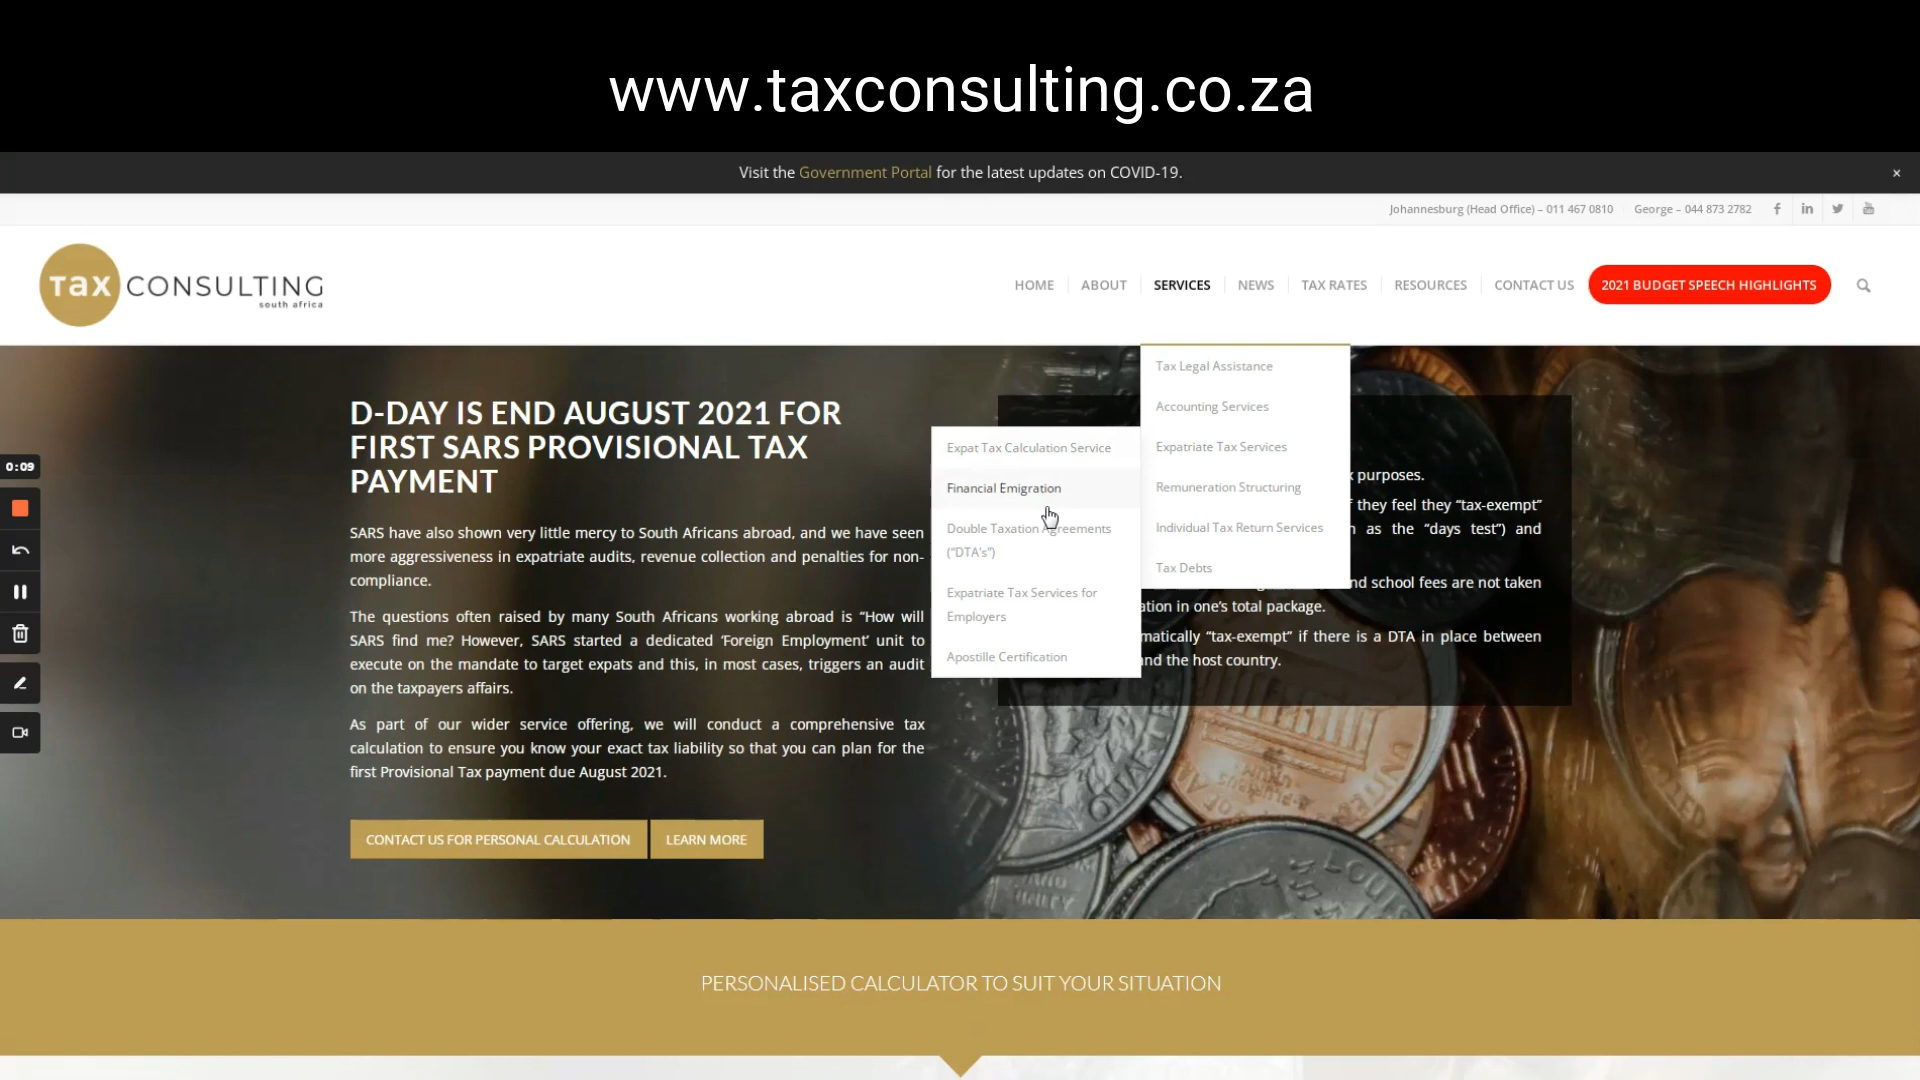 www.taxconsulting.co.za
Visit the Government Portal for the latest updates on COVID-19.
×
Johannesburg (Head Office) – 011 467 0810 George – 044 873 2782
Tax CONSULTING
south africa
HOME ABOUT SERVICES NEWS TAX RATES RESOURCES CONTACT US 2021 BUDGET SPEECH HIGHLIGHTS
Tax Legal Assistance
Accounting Services
Expatriate Tax Services
Remuneration Structuring
Individual Tax Return Services
Tax Debts
Expat Tax Calculation Service
Financial Emigration
Double Taxation Agreements
("DTA's")
Expatriate Tax Services for
Employers
Apostille Certification
D-DAY IS END AUGUST 2021 FOR
FIRST SARS PROVISIONAL TAX
PAYMENT
SARS have also shown very little mercy to South Africans abroad, and we have seen
more aggressiveness in expatriate audits, revenue collection and penalties for non-
compliance.
The questions often raised by many South Africans working abroad is "How will
SARS find me? However, SARS started a dedicated 'Foreign Employment' unit to
execute on the mandate to target expats and this, in most cases, triggers an audit
on the taxpayers affairs.
As part of our wider service offering, we will conduct a comprehensive tax
calculation to ensure you know your exact tax liability so that you can plan for the
first Provisional Tax payment due August 2021.
CONTACT US FOR PERSONAL CALCULATION LEARN MORE
purposes.
they feel they "tax-exempt"
as the "days test") and
school fees are not taken
in one's total package.
"tax-exempt" if there is a DTA in place between
the host country.
0:09
PERSONALISED CALCULATOR TO SUIT YOUR SITUATION